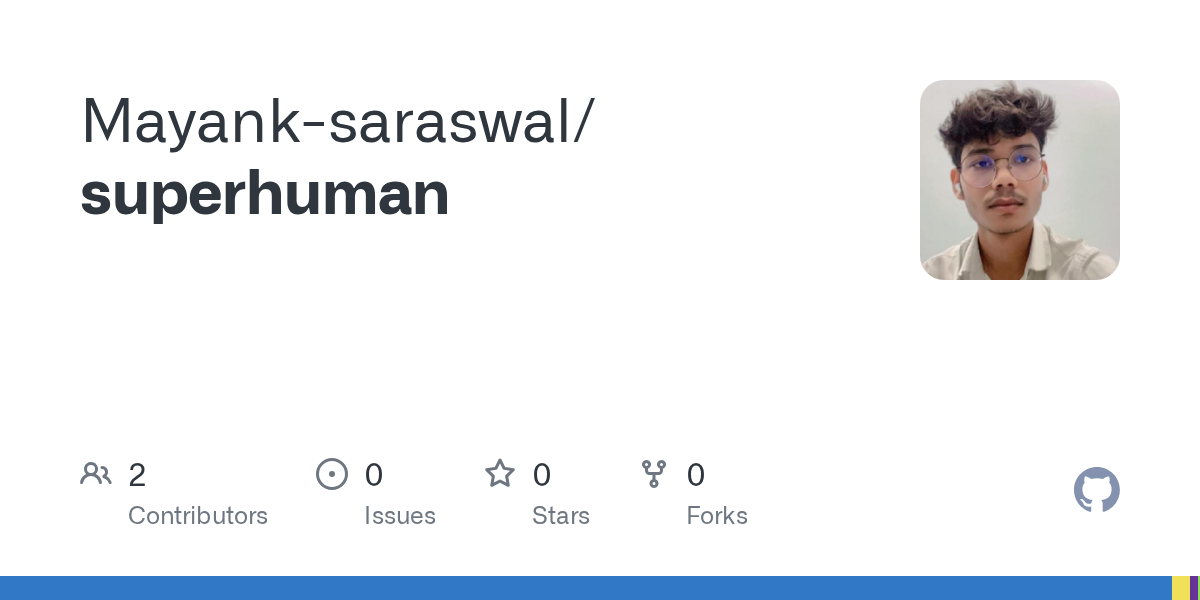 Mayank-saraswal/
superhuman
2
Contributors
0
Issues
0
Stars
0
Forks